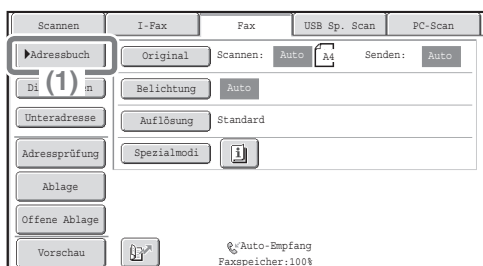 Scannen I-Fax Fax USB Sp. Scan PC-Scan
Adressbuch Original Scannen: Auto A4 Senden: Auto
(1)
Belichtung Auto
Unteradresse Auflösung Standard
Adressprüfung Spezialmodi
Ablage
Offene Ablage
Vorschau Auto-Empfang
Faxspeicher:100%